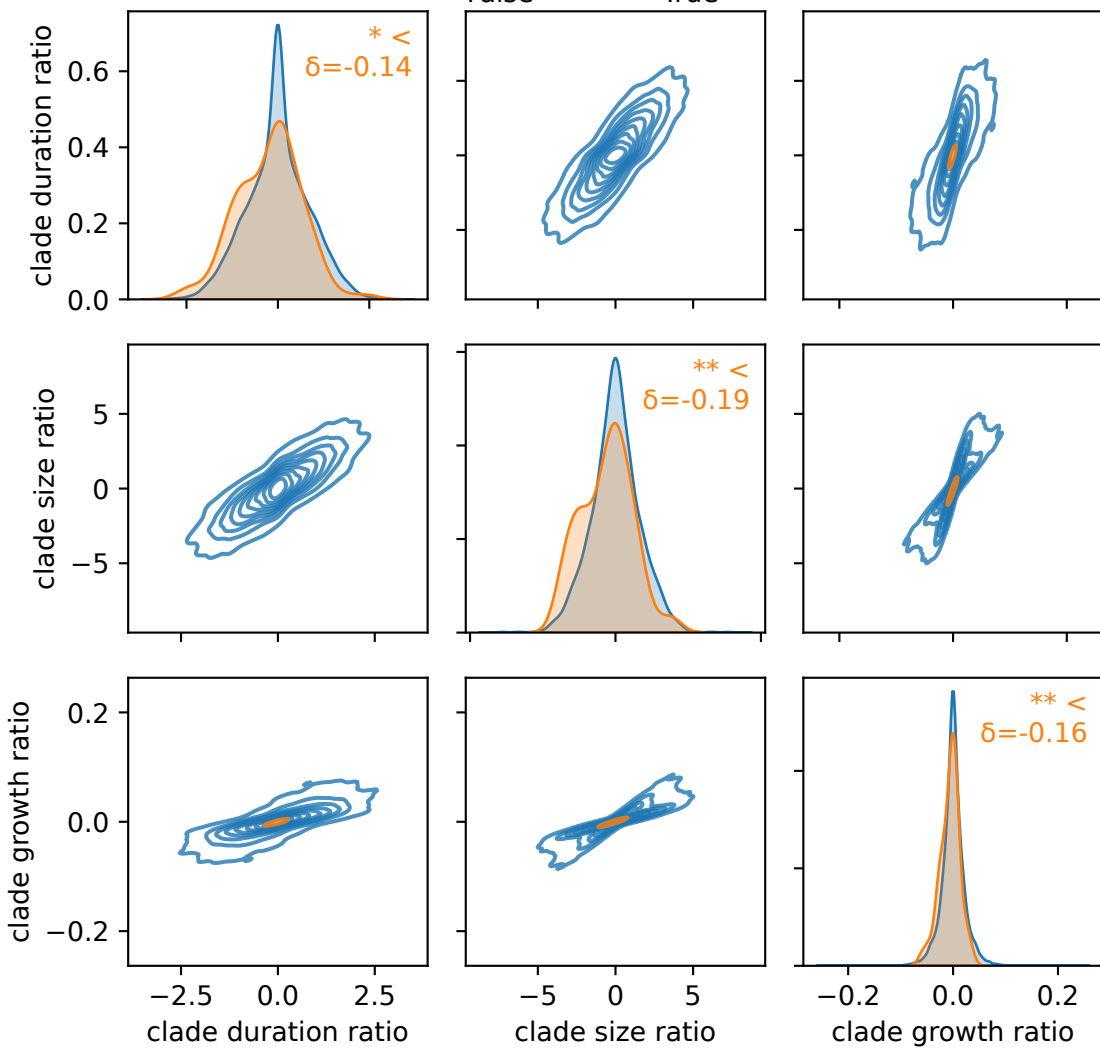 * <
δ=-0.14
clade duration ratio
0.6
0.4
0.2
0.0
** <
δ=-0.19
clade size ratio
5
0
−5
** <
δ=-0.16
clade growth ratio
0.2
0.0
−0.2
−2.5 0.0 2.5
−5 0 5
−0.2 0.0 0.2
clade duration ratio
clade size ratio
clade growth ratio